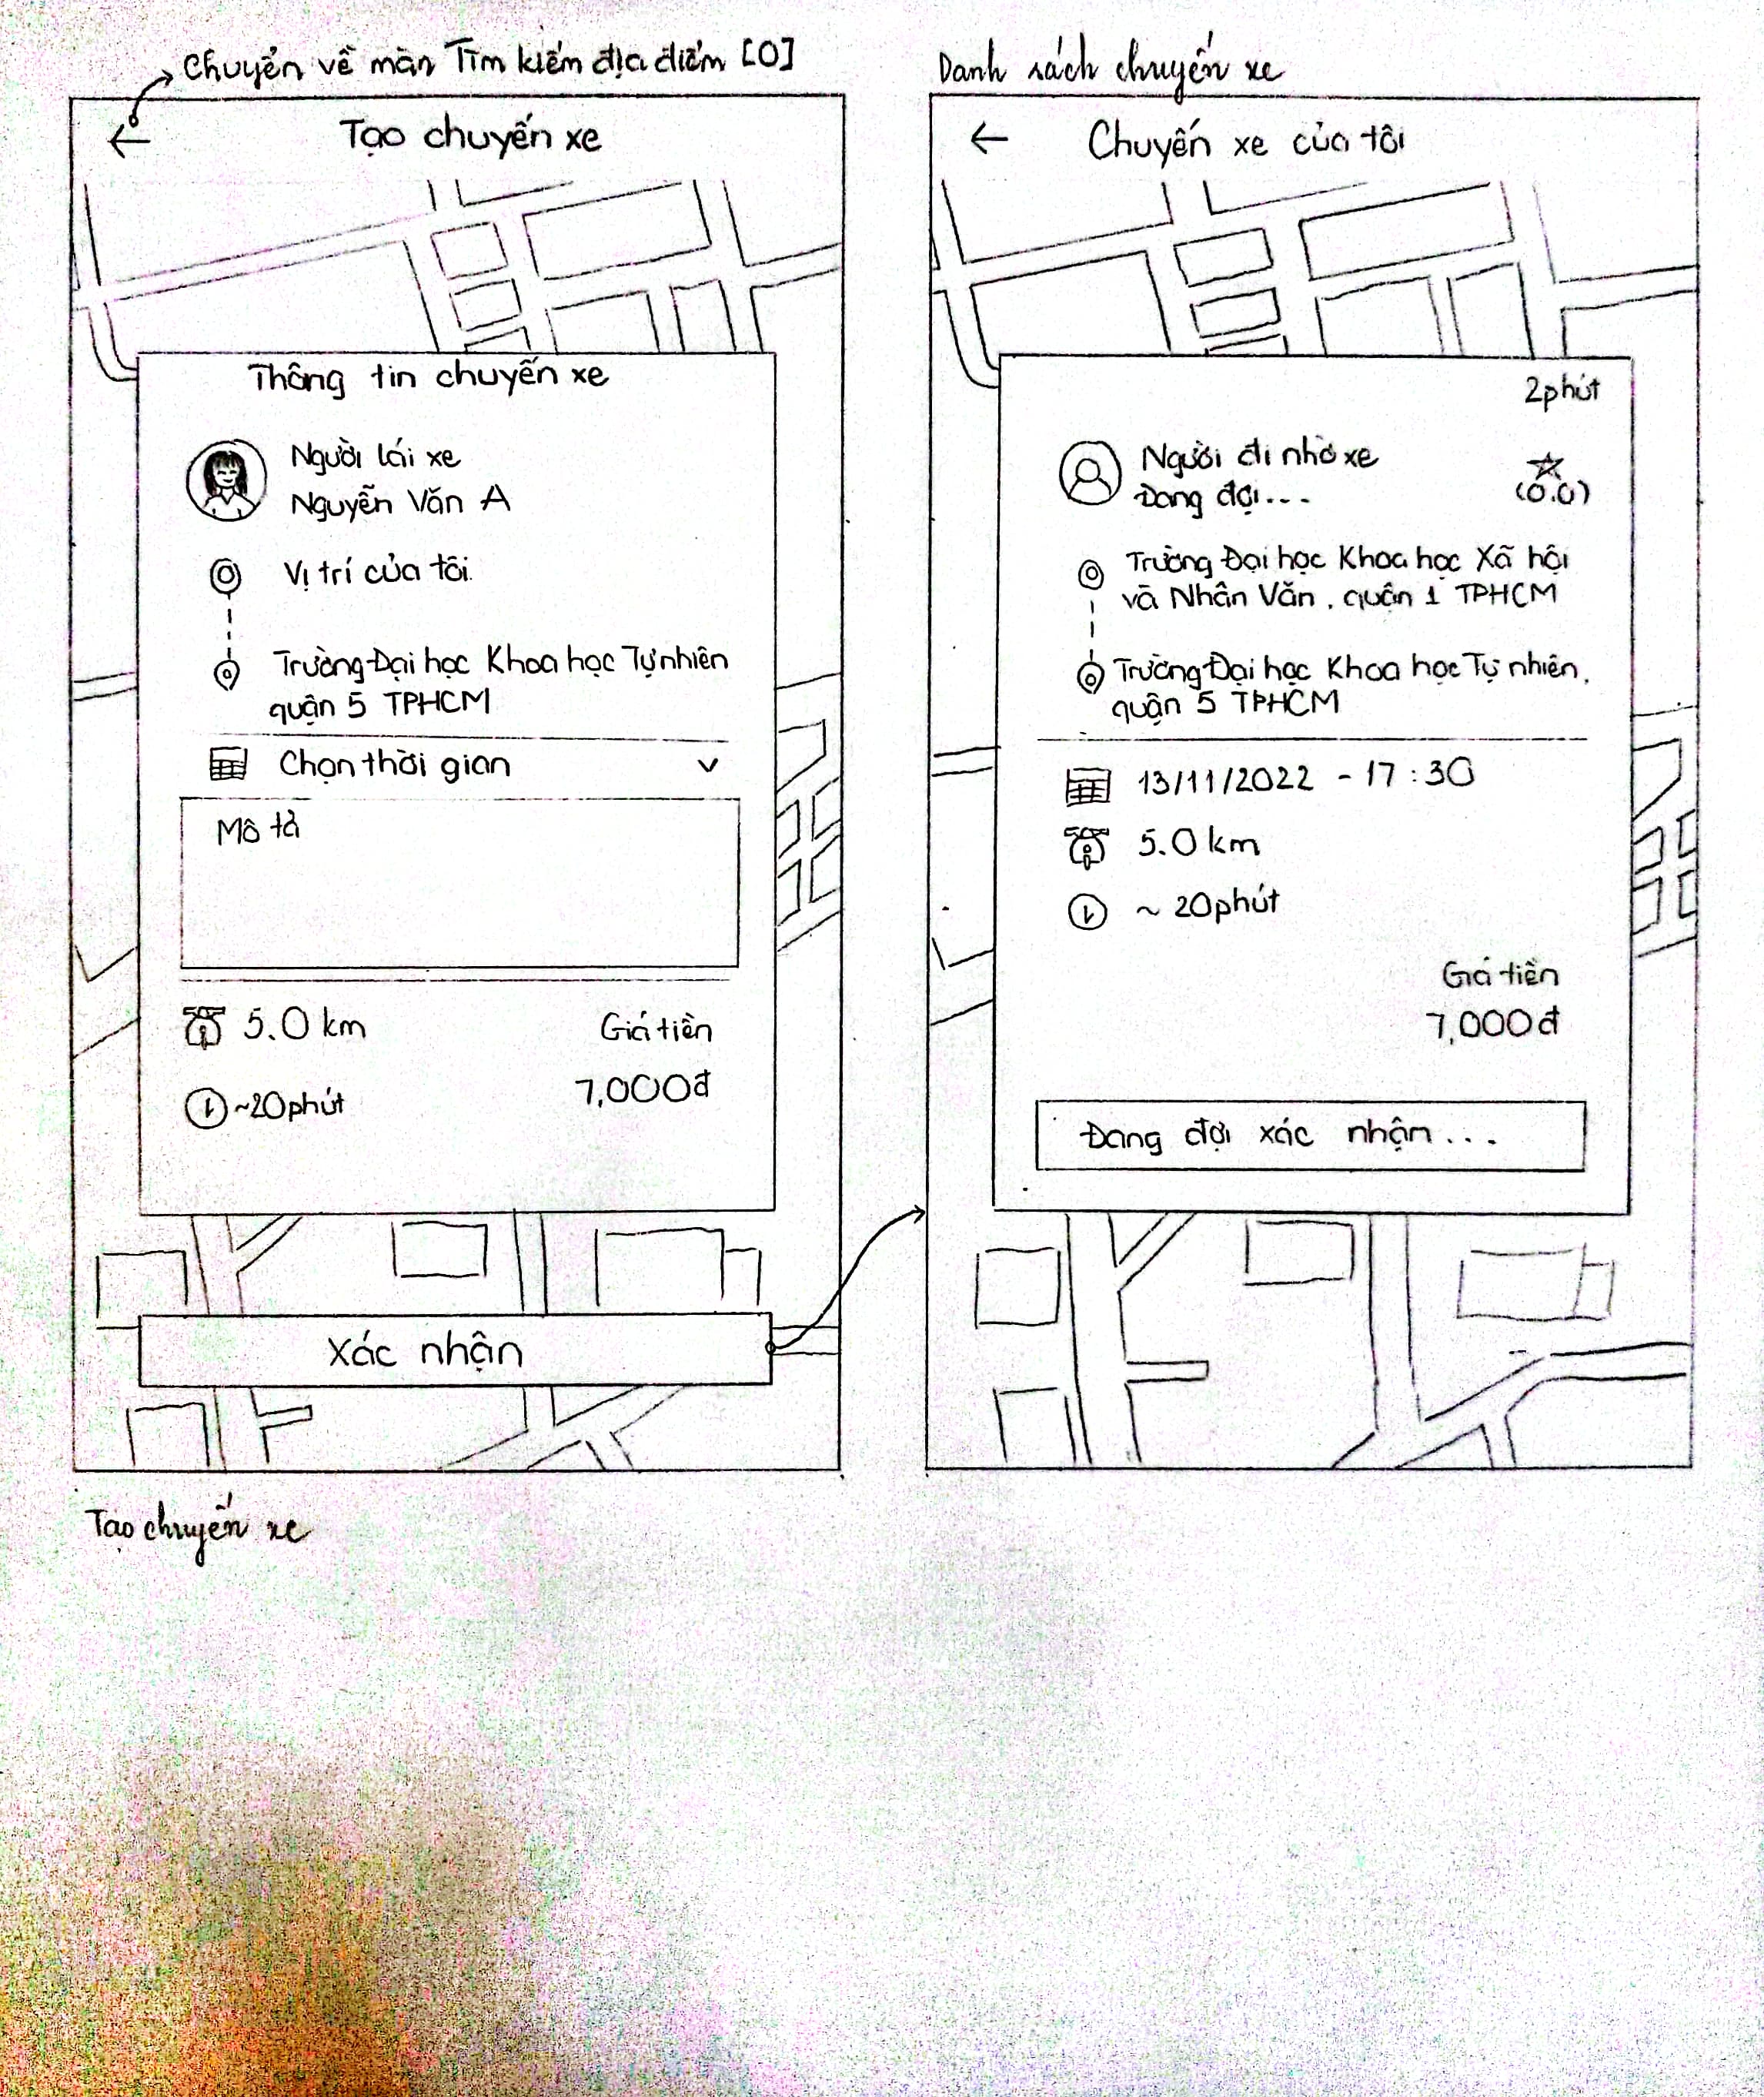 Chuyển về màn Tìm kiếm địa điểm [0]
Tạo chuyến xe
Thông tin chuyến xe
Người lái xe
Nguyễn Văn A
Vị trí của tôi
Trường Đại học Khoa học Tự nhiên
quận 5 TPHCM
Chọn thời gian
Mô tả
5.0 km
Giá tiền
~20phút
7,000đ
Xác nhận
Tạo chuyến xe
Danh sách chuyến xe
Chuyến xe của tôi
2phút
Người đi nhờ xe
Đang đợi...
(0.0)
Trường Đại học Khoa học Xã hội
và Nhân Văn, quận 1 TPHCM
Trường Đại học Khoa học Tự nhiên,
quận 5 TPHCM
13/11/2022 - 17:30
5.0 km
~ 20phút
Giá tiền
7,000đ
Đang đợi xác nhận...